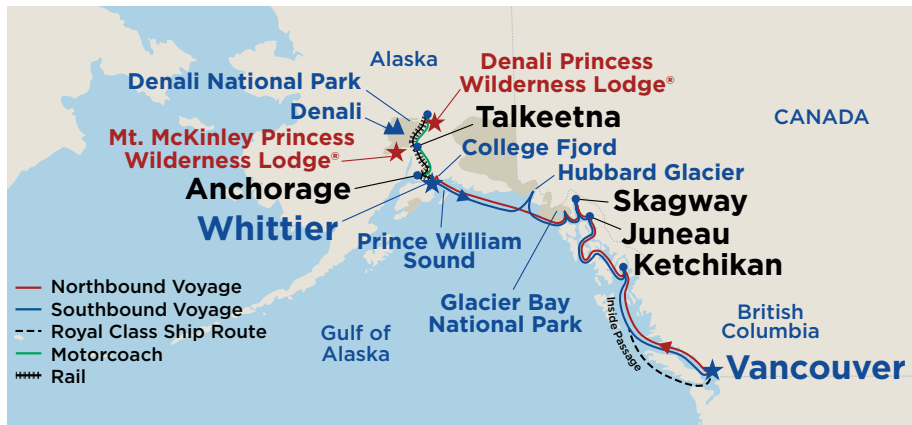 Alaska
Denali Princess
Wilderness Lodge®
Denali National Park
Denali
Talkeetna
CANADA
Mt. McKinley Princess
Wilderness Lodge®
College Fjord
Hubbard Glacier
Anchorage
Skagway
Whittier
Juneau
Prince William
Sound
Ketchikan
Glacier Bay
National Park
Northbound Voyage
Southbound Voyage
Royal Class Ship Route
Motorcoach
Rail
Gulf of
Alaska
Inside Passage
British
Columbia
Vancouver